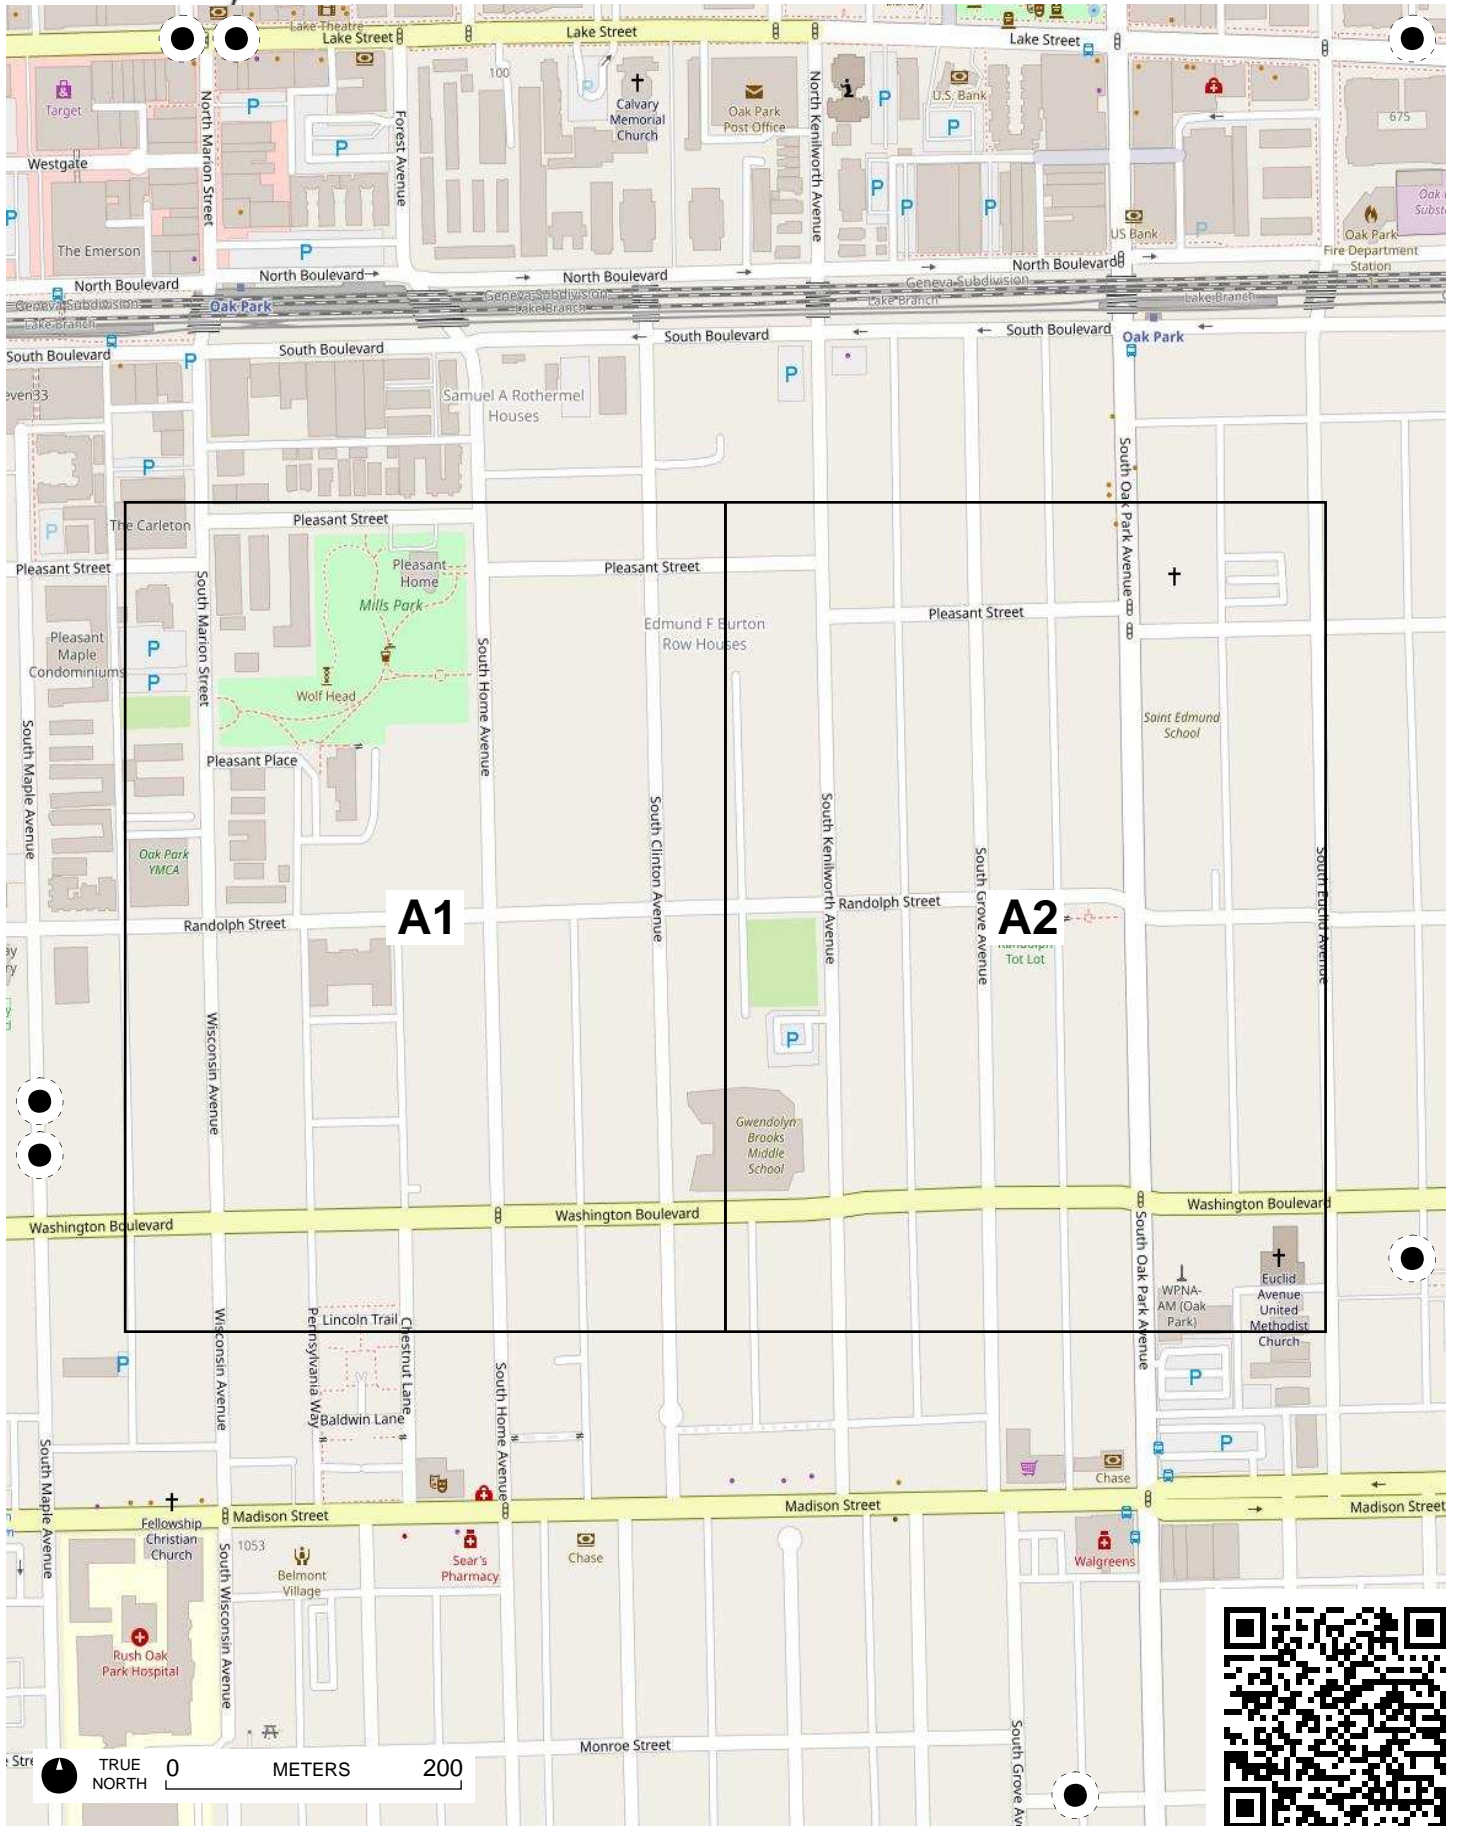 Lake Theatre
Library
Lake Street
Lake Street
Lake Street
Target
100
Calvary
Memorial
Church
Oak Park
Post Office
U.S. Bank
675
Westgate
North Marion Street
Forest Avenue
North Kenilworth Avenue
The Emerson
US Bank
Oak Park
Fire Department
Station
North Boulevard
North Boulevard
North Boulevard
North Boulevard
Geneva Subdivision
Lake Branch
Oak Park
Geneva Subdivision
Lake Branch
Geneva Subdivision
Lake Branch
Lake Branch
South Boulevard
South Boulevard
South Boulevard
South Boulevard
Oak Park
Samuel A Rothermel
Houses
South Oak Park Avenue
The Carleton
Pleasant Street
Pleasant Street
Pleasant Street
Pleasant Street
Pleasant
Home
Mills Park
Wolf Head
Edmund F Burton
Row Houses
Pleasant
Maple
Condominiums
South Marion Street
South Home Avenue
South Maple Avenue
Saint Edmund
School
Pleasant Place
Oak Park
YMCA
South Clinton Avenue
South Kenilworth Avenue
South Grove Avenue
South Euclid Avenue
Randolph Street
A1
Randolph Street
A2
Randolph
Tot Lot
Wisconsin Avenue
Gwendolyn
Brooks
Middle
School
Washington Boulevard
Washington Boulevard
Washington Boulevard
South Oak Park Avenue
WPNA-
AM (Oak
Park)
Euclid
Avenue
United
Methodist
Church
Wisconsin Avenue
Pennsylvania Way
Lincoln Trail
Chestnut Lane
South Home Avenue
Baldwin Lane
South Maple Avenue
Chase
Madison Street
Madison Street
Madison Street
Fellowship
Christian
Church
1053
Belmont
Village
Sear's
Pharmacy
Chase
Walgreens
South Wisconsin Avenue
Rush Oak
Park Hospital
Monroe Street
TRUE
NORTH
0 METERS 200